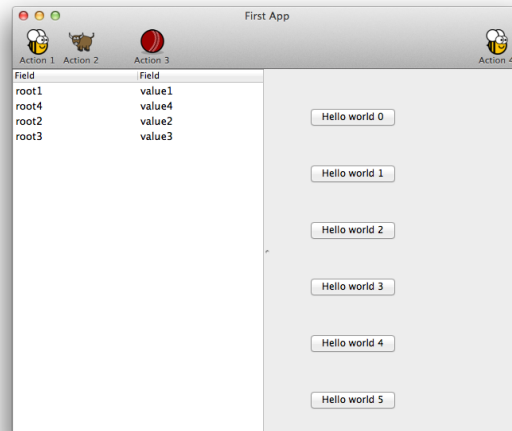 First App
Action 1 Action 2 Action 3 Action 4
Field Field
root1 value1
root4 value4
root2 value2
root3 value3
Hello world 0
Hello world 1
Hello world 2
Hello world 3
Hello world 4
Hello world 5